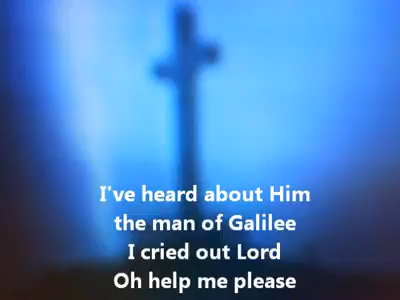 I've heard about Him
the man of Galilee
I cried out Lord
Oh help me please